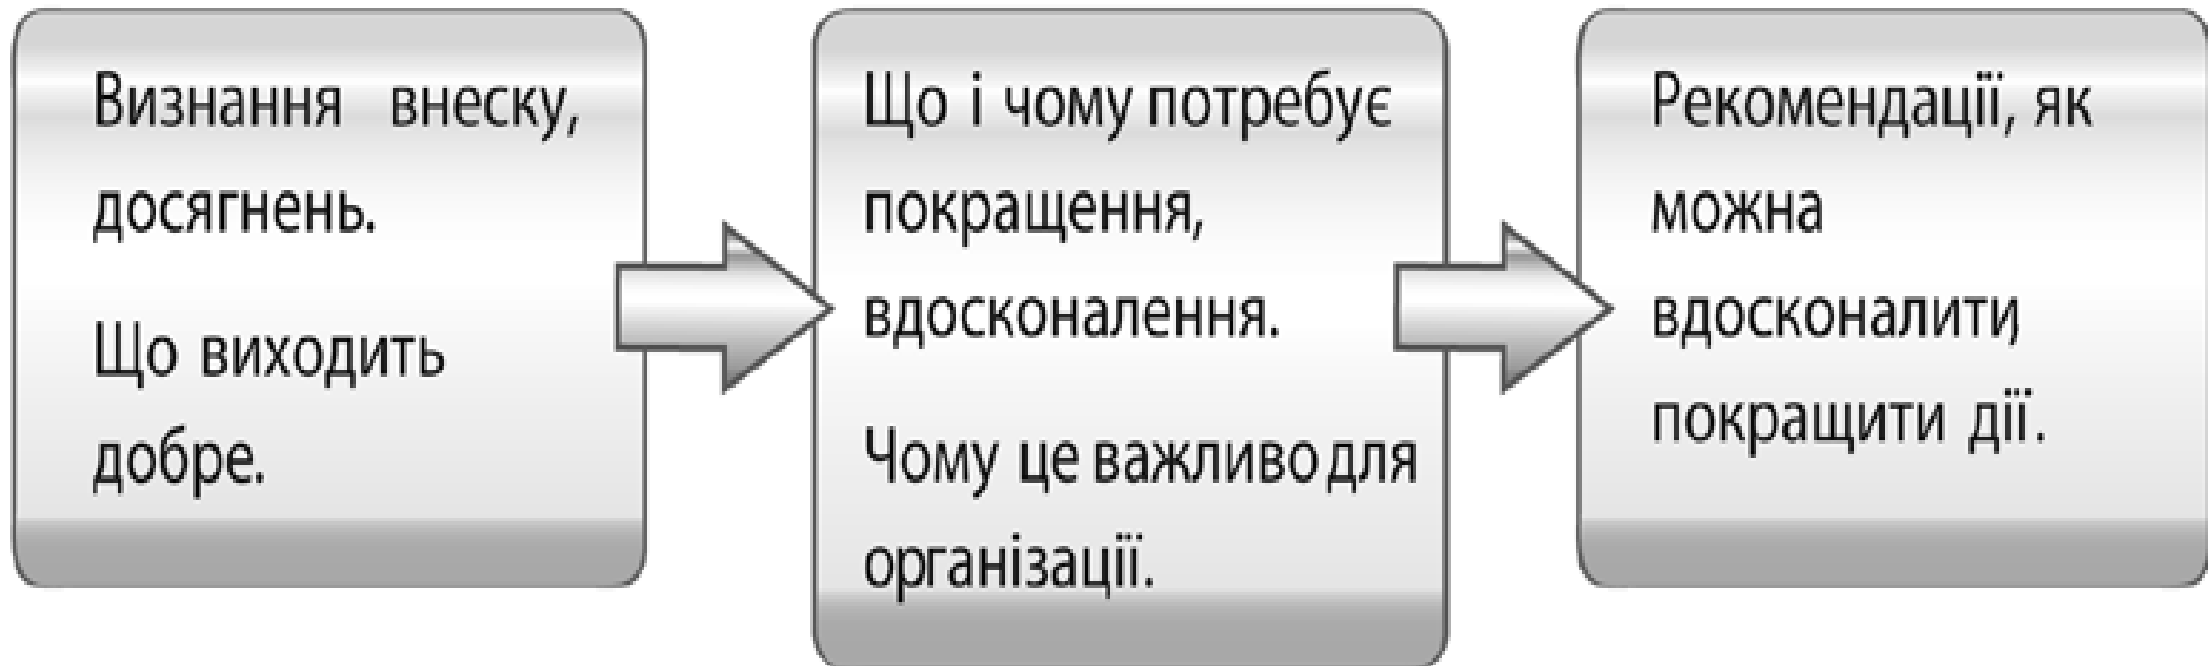 Визнання внеску,
досягнень.
Що виходить
добре.
Що і чому потребує
покращення,
вдосконалення.
Чому це важливо для
організації.
Рекомендації, як
можна
вдосконалити,
покращити дії.